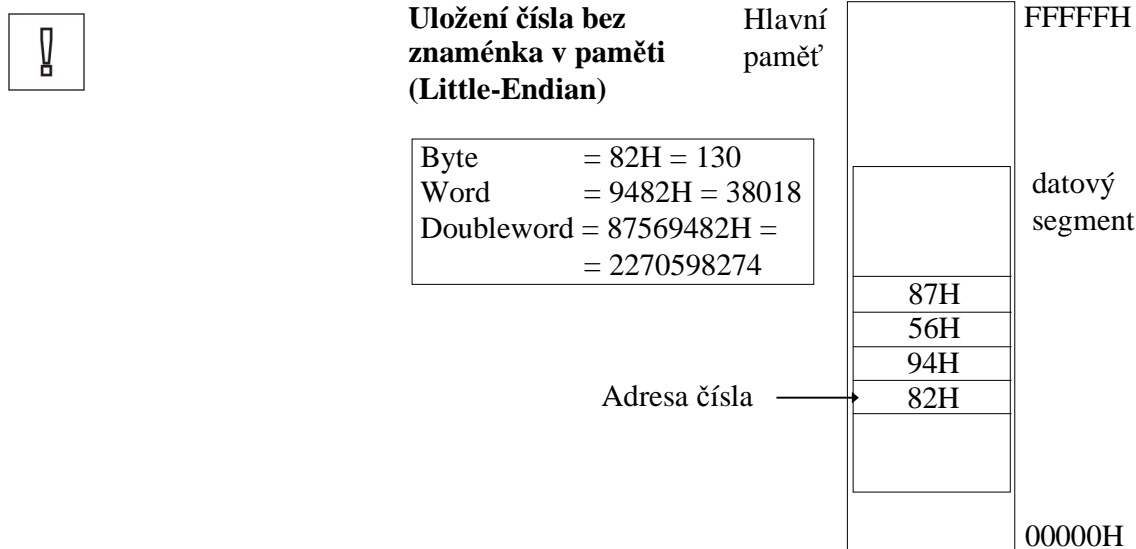 Uložení čísla bez
znaménka v paměti
(Little-Endian)
Hlavní
paměť
FFFFFH
Byte = 82H = 130
Word = 9482H = 38018
Doubleword = 87569482H =
= 2270598274
datový
segment
87H
56H
94H
82H
Adresa čísla
00000H